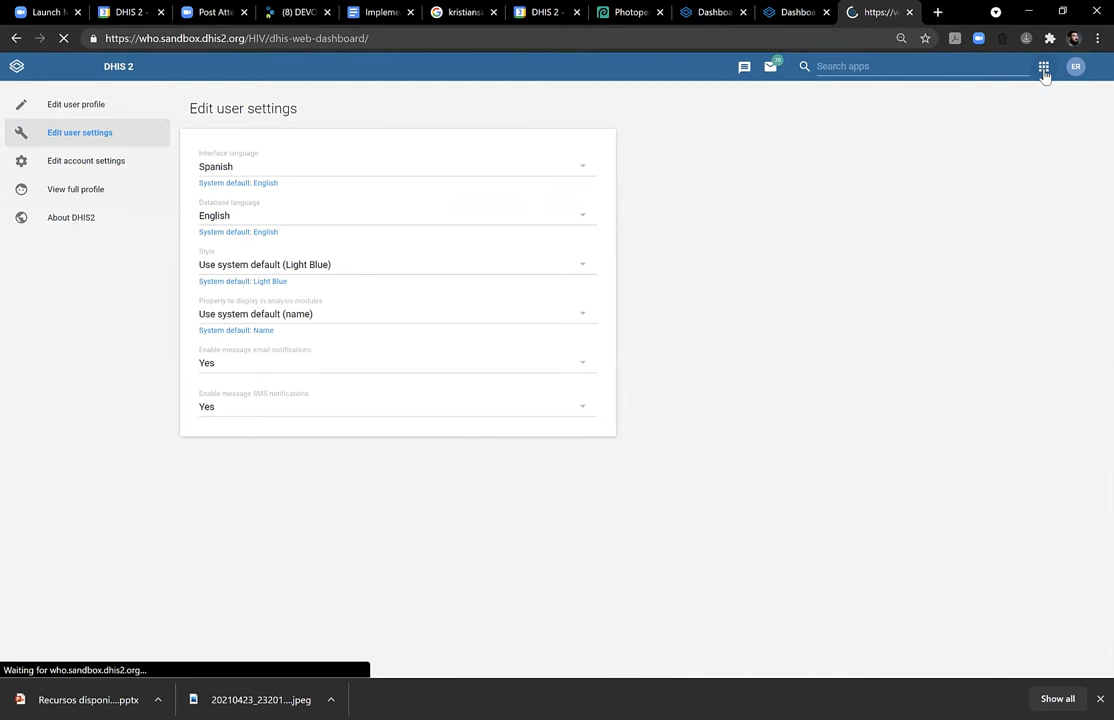 Launch M
DHIS 2 -
Post Atte
(8) DEVO
Impleme
kristiansa
DHIS 2 -
Photope
Dashboa
Dashboa
https://w
https://who.sandbox.dhis2.org/HIV/dhis-web-dashboard/
DHIS 2
70
Search apps
ER
Edit user profile
Edit user settings
Edit account settings
View full profile
About DHIS2
Edit user settings
Interface language
Spanish
System default: English
Database language
English
System default: English
Style
Use system default (Light Blue)
System default: Light Blue
Property to display in analysis modules
Use system default (name)
System default: Name
Enable message email notifications
Yes
Enable message SMS notifications
Yes
Waiting for who.sandbox.dhis2.org...
Recursos disponi....pptx
20210423_23201....jpeg
Show all